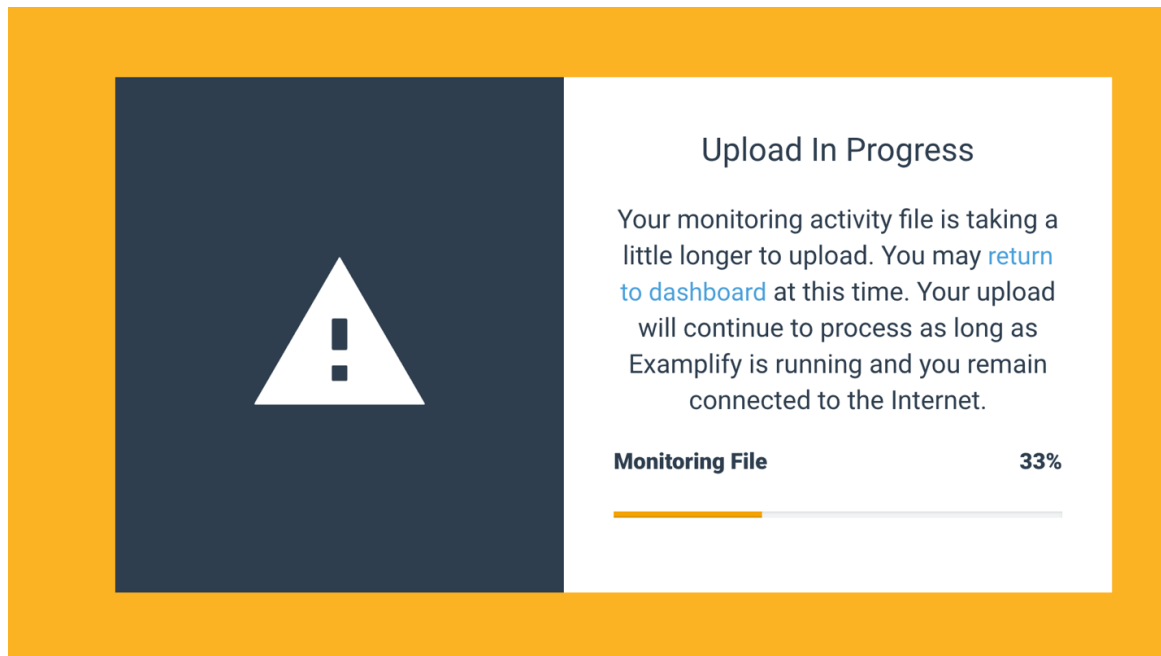 Upload In Progress
Your monitoring activity file is taking a
little longer to upload. You may return
to dashboard at this time. Your upload
will continue to process as long as
Examplify is running and you remain
connected to the Internet.
Monitoring File 33%